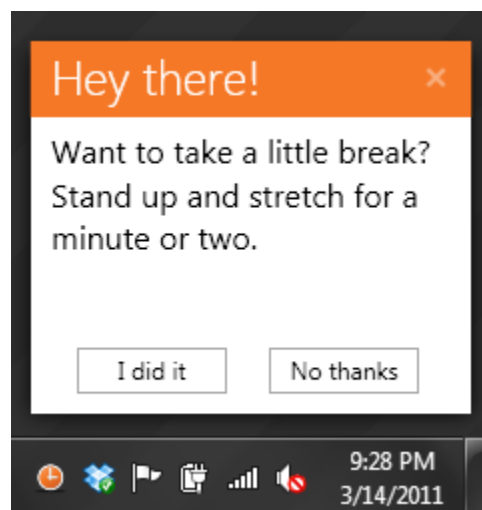 Hey there!
Want to take a little break?
Stand up and stretch for a
minute or two.
I did it
No thanks
9:28 PM
3/14/2011